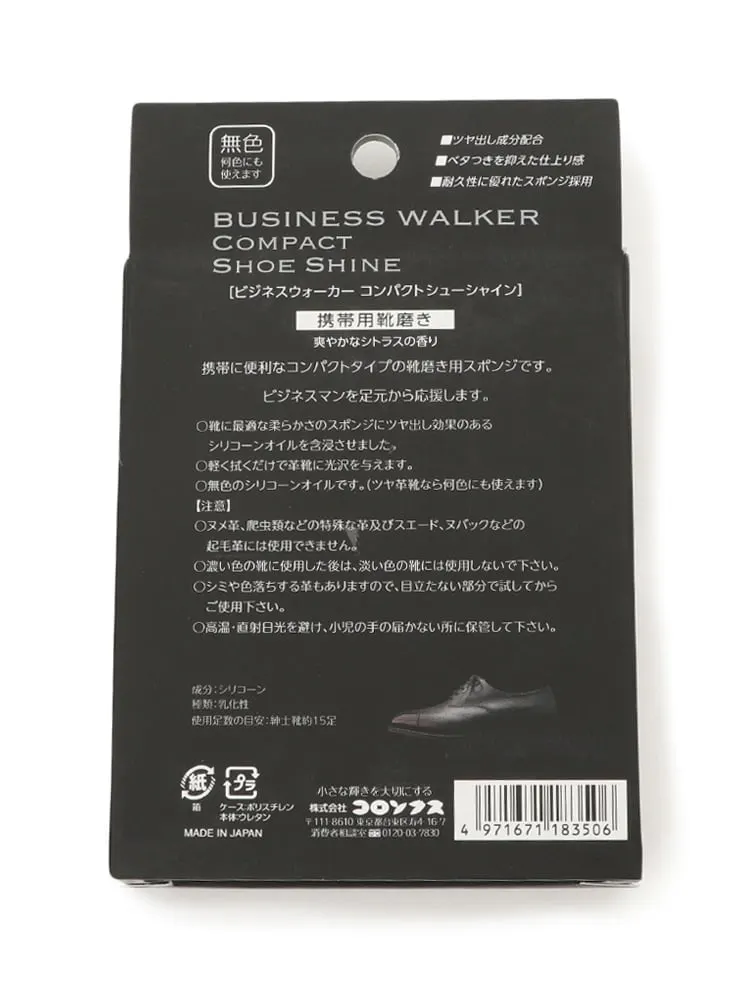 無色
何色にも
使えます
■ツヤ出し成分配合
■ベタつきを抑えた仕上り感
■耐久性に優れたスポンジ採用
BUSINESS WALKER
COMPACT
SHOE SHINE
[ビジネスウォーカー コンパクトシューシャイン]
携帯用靴磨き
爽やかなシトラスの香り
携帯に便利なコンパクトタイプの靴磨き用スポンジです。
ビジネスマンを足元から応援します。
○靴に最適な柔らかさのスポンジにツヤ出し効果のある
シリコーンオイルを含浸させました。
○軽く拭くだけで革靴に光沢を与えます。
○無色のシリコーンオイルです。(ツヤ革靴なら何色にも使えます)
【注意】
○ヌメ革、爬虫類などの特殊な革及びスエード、ヌバックなどの
起毛革には使用できません。
○濃い色の靴に使用した後は、淡い色の靴には使用しないで下さい。
○シミや色落ちする革もありますので、目立たない部分で試してから
ご使用下さい。
○高温・直射日光を避け、小児の手の届かない所に保管して下さい。
成分:シリコーン
種類:乳化性
使用足数の目安:紳士靴約15足
紙
箱
プラ
ケース:ポリスチレン
本体:ウレタン
MADE IN JAPAN
小さな輝きを大切にする
株式会社 コロンブス
〒111-8610 東京都台東区寿4-16-7
消費者相談室 0120-03-7830
4 971671 183506